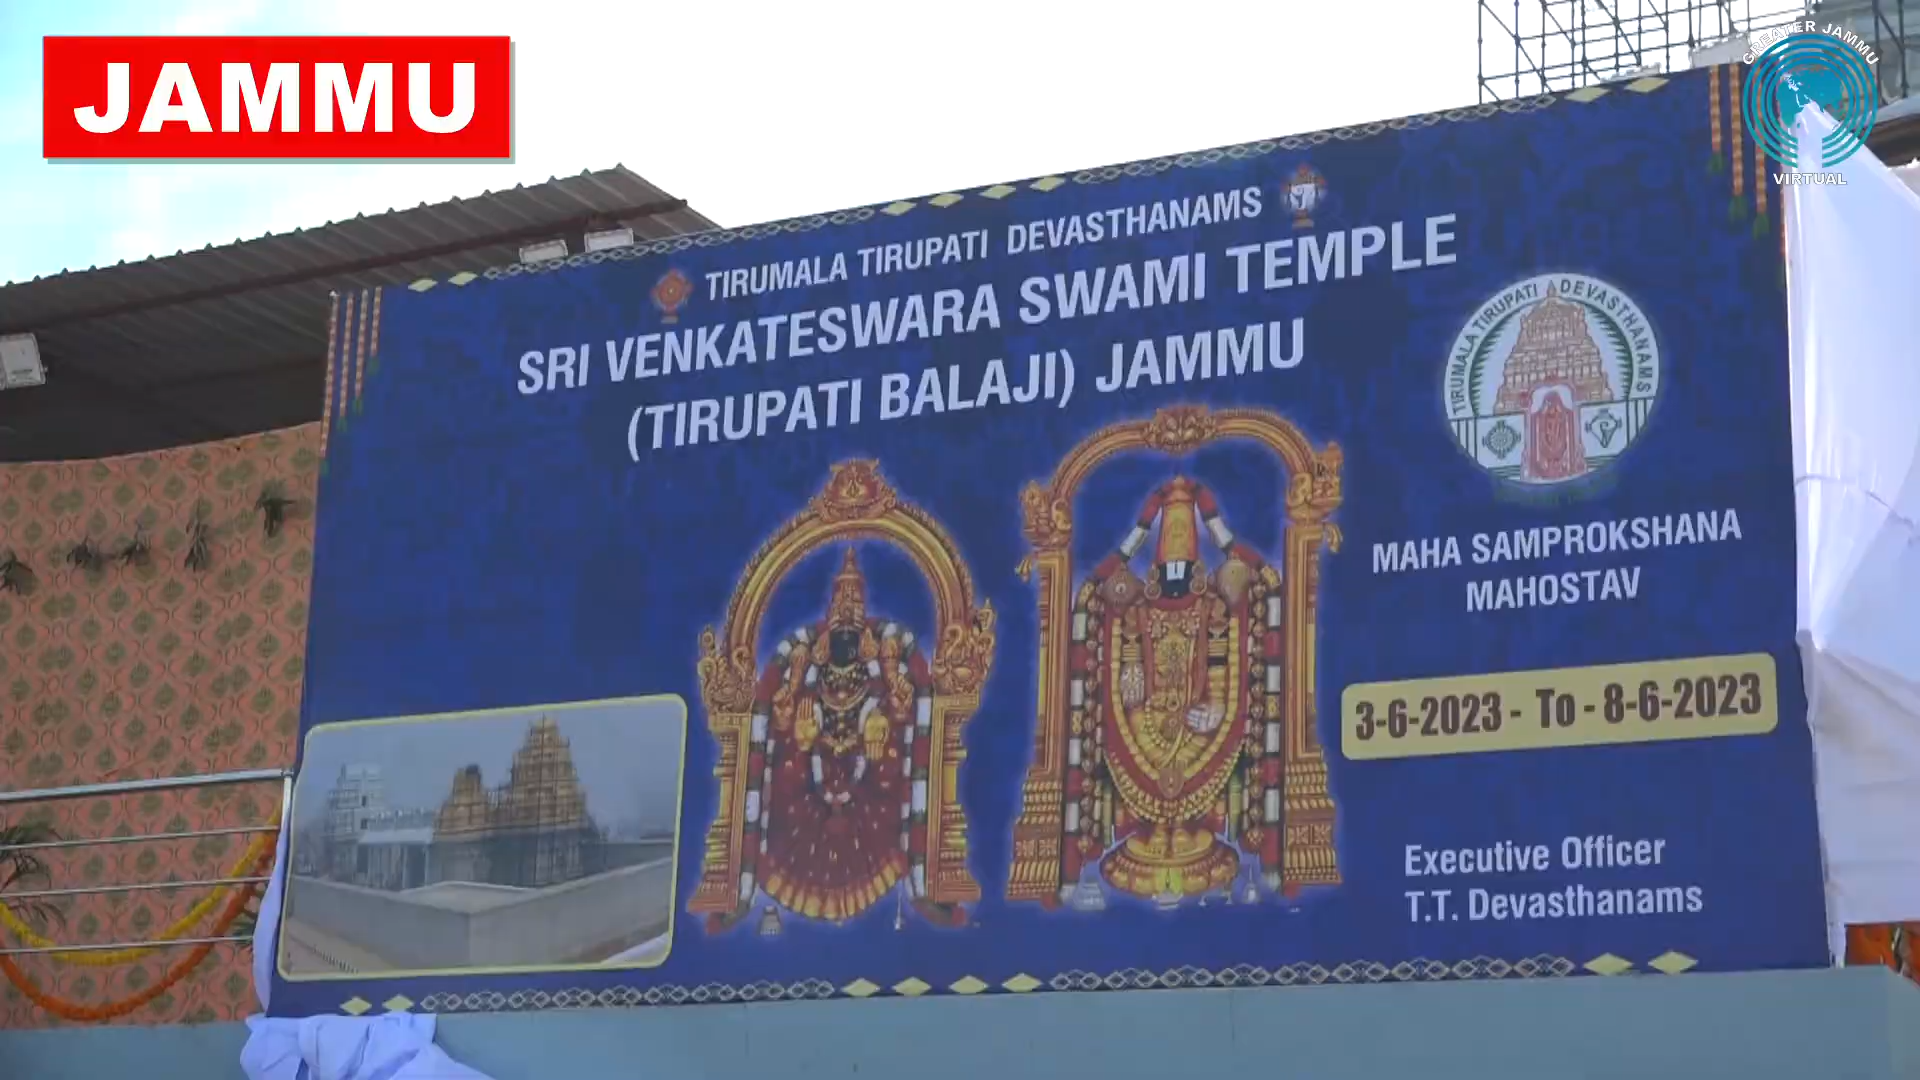 JAMMU
GREATER JAMMU
VIRTUAL
TIRUMALA TIRUPATI DEVASTHANAMS
SRI VENKATESWARA SWAMI TEMPLE
(TIRUPATI BALAJI) JAMMU
TIRUMALA TIRUPATI DEVASTHANAMS
MAHA SAMPROKSHANA
MAHOSTAV
3-6-2023 - To - 8-6-2023
Executive Officer
T.T. Devasthanams